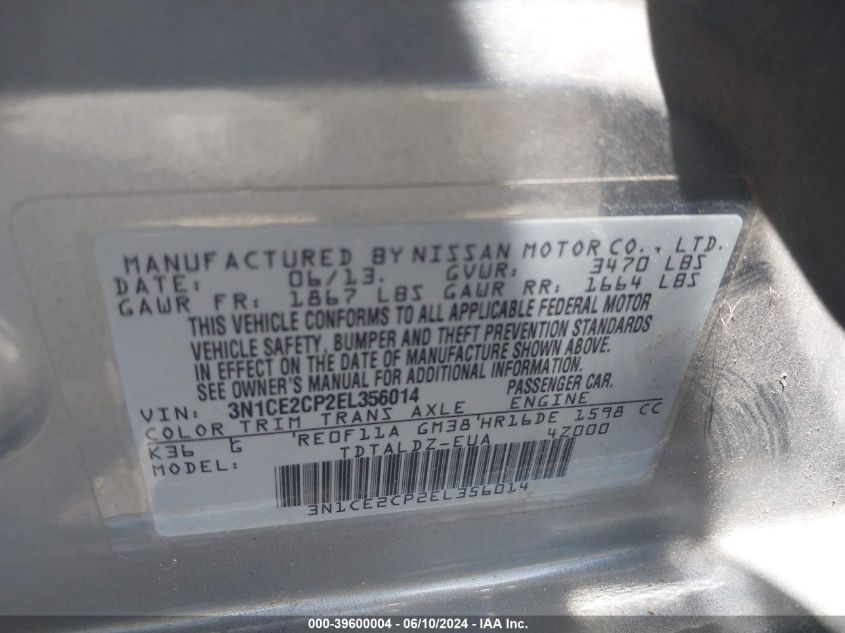 MANUFACTURED BY NISSAN MOTOR CO., LTD.
DATE: 06/13. GVWR: 3470 LBS
GAWR FR: 1867 LBS GAWR RR: 1664 LBS
THIS VEHICLE CONFORMS TO ALL APPLICABLE FEDERAL MOTOR
VEHICLE SAFETY, BUMPER AND THEFT PREVENTION STANDARDS
IN EFFECT ON THE DATE OF MANUFACTURE SHOWN ABOVE.
SEE OWNER'S MANUAL FOR ADDITIONAL INFORMATION.
VIN: 3N1CE2CP2EL356014 PASSENGER CAR.
COLOR TRIM TRANS AXLE ENGINE
K36 G 'RE0F11A GM38'HR16DE 1598 CC
MODEL: TDTALDZ-EUA 4Z000
3N1CE2CP2EL356014
000-39600004 - 06/10/2024 - IAA Inc.